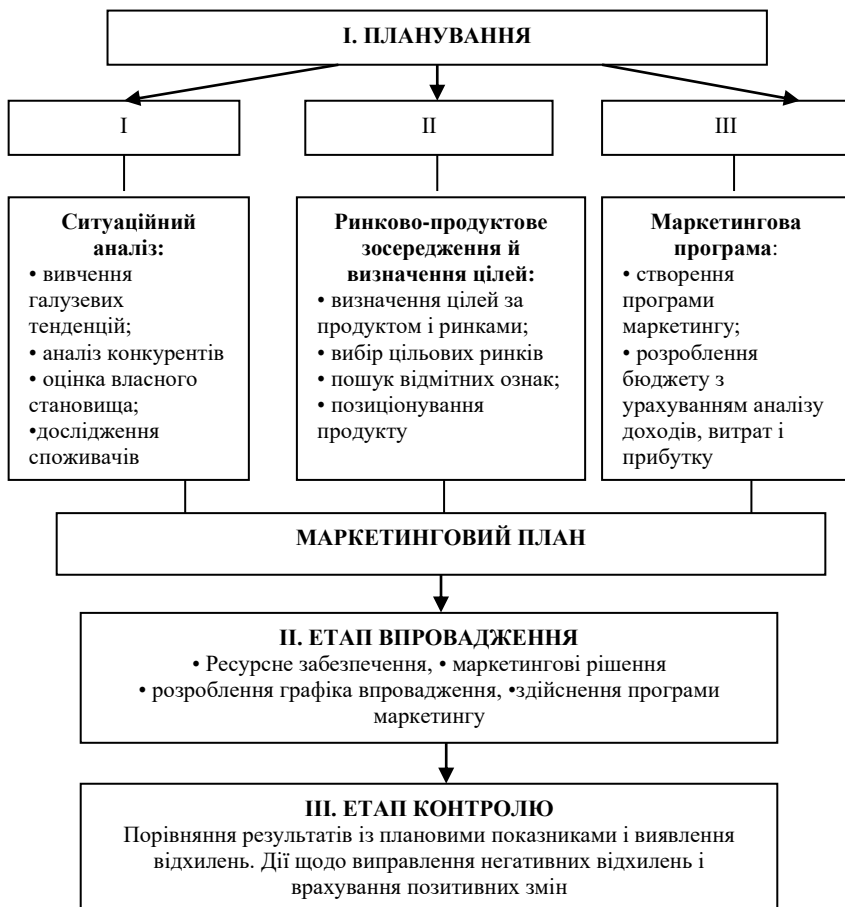 І. ПЛАНУВАННЯ
І
ІІ
ІІІ
Ситуаційний
аналіз:
• вивчення
галузевих
тенденцій;
• аналіз конкурентів
• оцінка власного
становища;
•дослідження
споживачів
Ринково-продуктове
зосередження й
визначення цілей:
• визначення цілей за
продуктом і ринками;
• вибір цільових ринків
• пошук відмітних ознак;
• позиціонування
продукту
Маркетингова
програма:
• створення
програми
маркетингу;
• розроблення
бюджету з
урахуванням аналізу
доходів, витрат і
прибутку
МАРКЕТИНГОВИЙ ПЛАН
ІІ. ЕТАП ВПРОВАДЖЕННЯ
• Ресурсне забезпечення, • маркетингові рішення
• розроблення графіка впровадження, •здійснення програми
маркетингу
ІІІ. ЕТАП КОНТРОЛЮ
Порівняння результатів із плановими показниками і виявлення
відхилень. Дії щодо виправлення негативних відхилень і
врахування позитивних змін